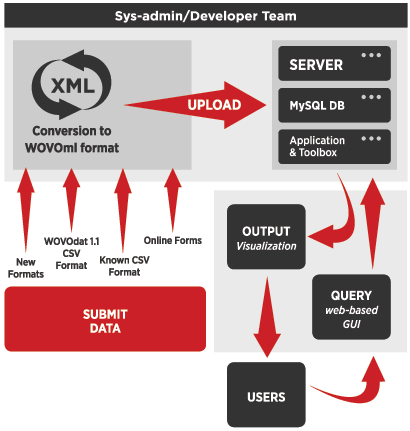 Sys-admin/Developer Team
XML
Conversion to
WOVOml format
UPLOAD
SERVER
MySQL DB
Application
& Toolbox
New
Formats
WOVOdat 1.1
CSV
Format
Known CSV
Format
Online Forms
SUBMIT
DATA
OUTPUT
Visualization
QUERY
web-based
GUI
USERS